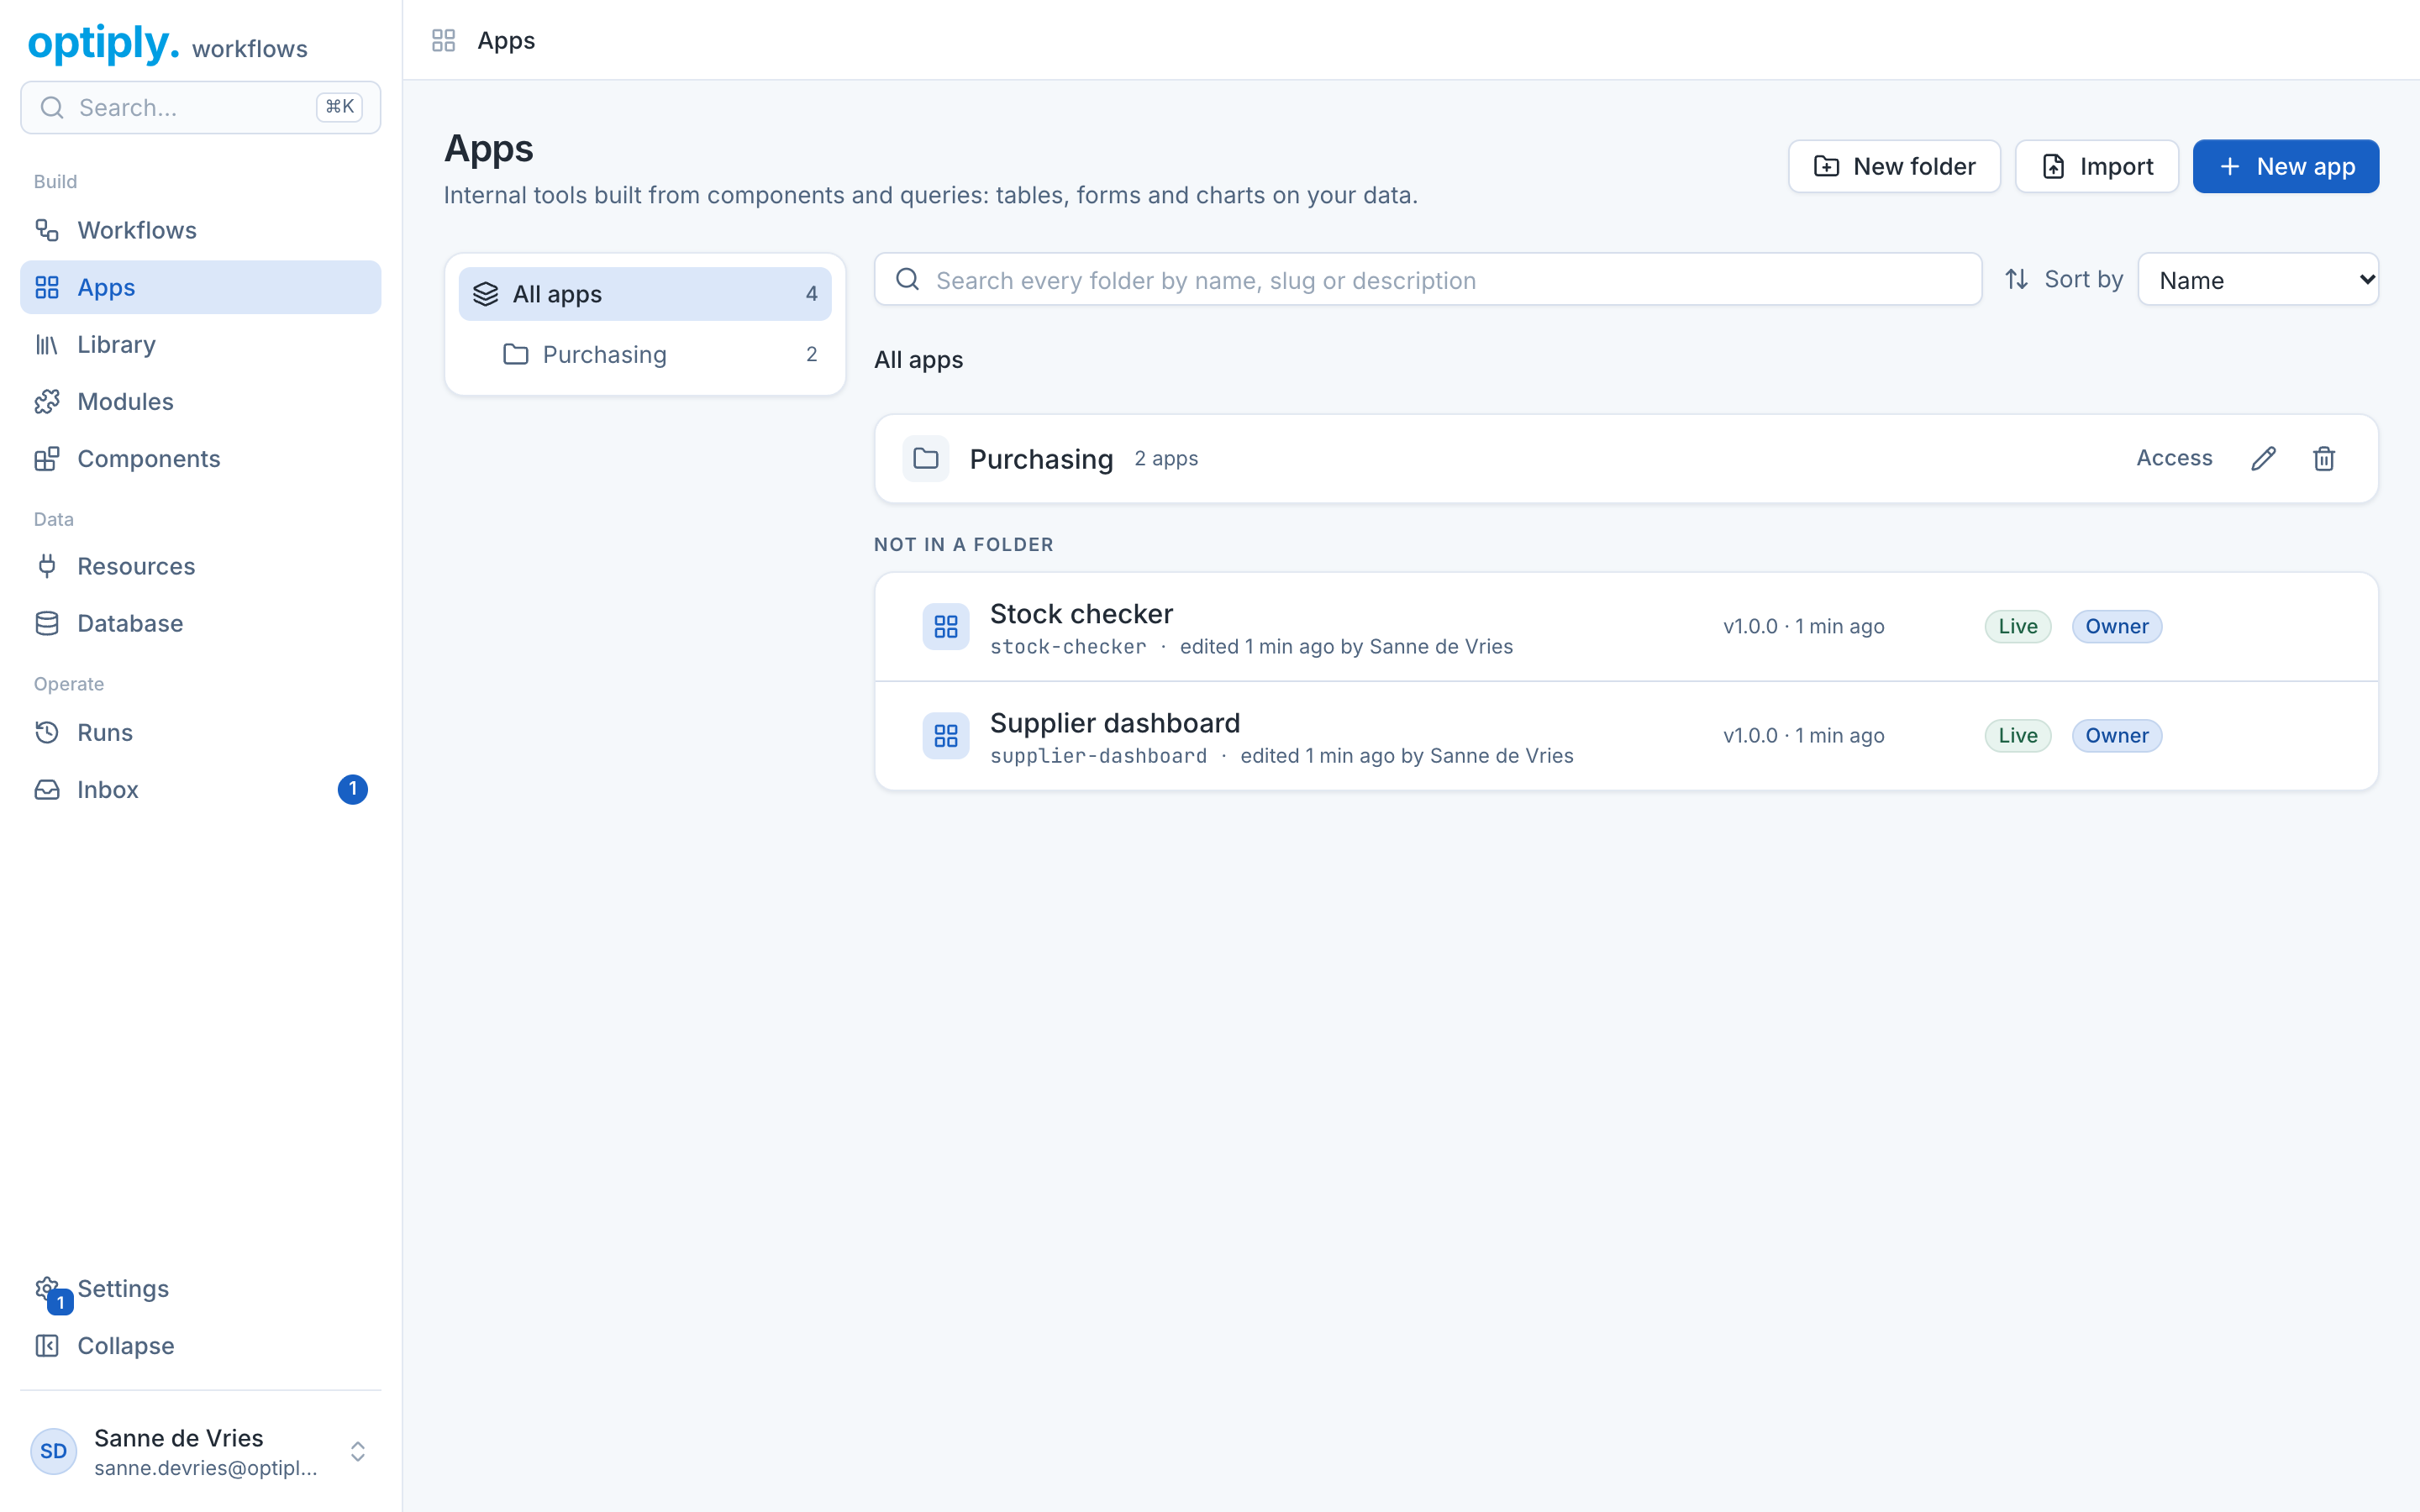 optiply. workflows
Search... ⌘K
Build
Workflows
Apps
Library
Modules
Components
Data
Resources
Database
Operate
Runs
Inbox 1
Settings
1
Collapse
SD
Sanne de Vries
sanne.devries@optipl...
Apps
Apps
Internal tools built from components and queries: tables, forms and charts on your data.
New folder
Import
New app
All apps 4
Purchasing 2
Search every folder by name, slug or description
Sort by
Name
All apps
Purchasing 2 apps
Access
NOT IN A FOLDER
Stock checker
stock-checker · edited 1 min ago by Sanne de Vries
v1.0.0 · 1 min ago
Live
Owner
Supplier dashboard
supplier-dashboard · edited 1 min ago by Sanne de Vries
v1.0.0 · 1 min ago
Live
Owner